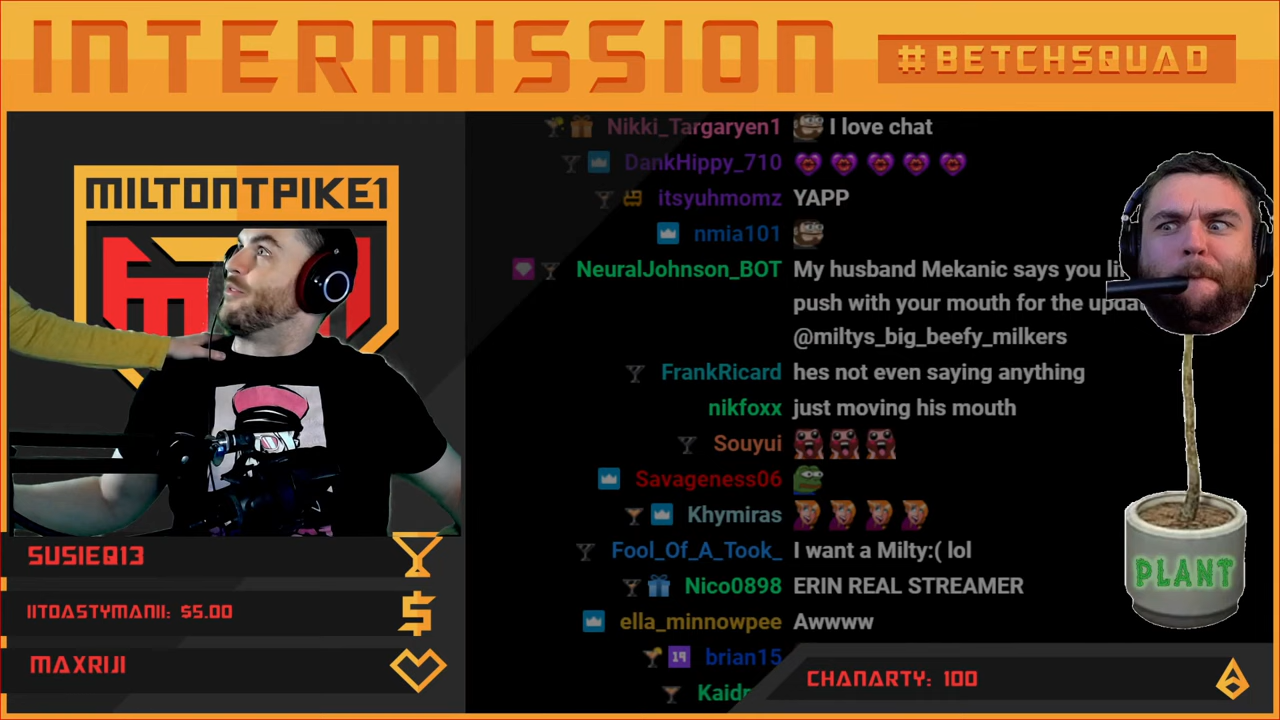 INTERMISSION
#BETCHSQUAD
MILTONTPIKE1
Nikki_Targaryen1 I love chat
DankHippy_710
itsyuhmomz YAPP
nmia101
NeuralJohnson_BOT My husband Mekanic says you
push with your mouth for the
@miltys_big_beefy_milkers
FrankRicard hes not even saying anything
nikfoxx just moving his mouth
Souyui
Savageness06
Khymiras
Fool_Of_A_Took_ I want a Milty:( lol
Nico0898 ERIN REAL STREAMER
ella_minnowpee Awwww
19 brian15
PLANT
SUSIEQ13
IITOASTYMANII: $5.00
MAXRIJI
CHANARTY: 100